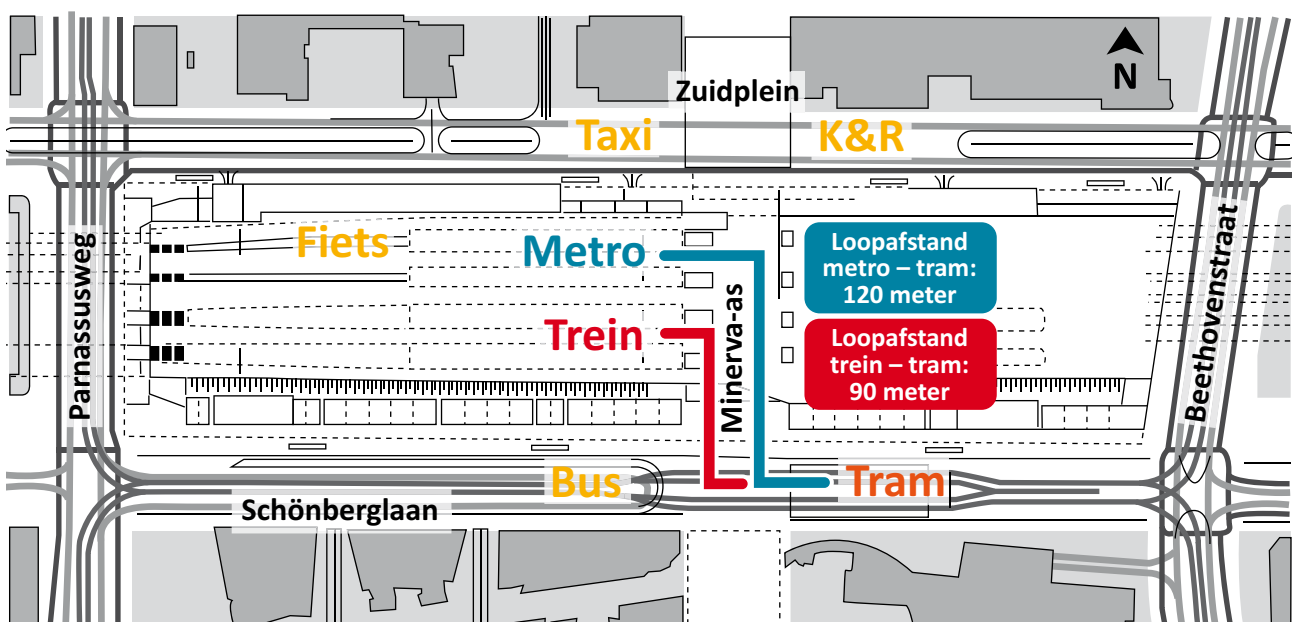 N
Zuidplein
Taxi
K&R
Fiets
Metro
Loopafstand
metro – tram:
120 meter
Trein
Loopafstand
trein – tram:
90 meter
Parnassusweg
Minerva-as
Beethovenstraat
Bus
Tram
Schönberglaan